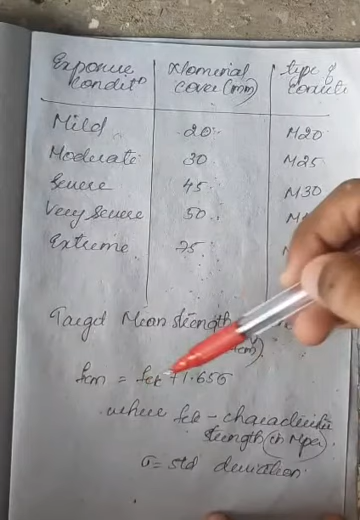 Exposure Nominal type of
Conditn cover (mm) concrete
Mild 20 M20
Moderate 30 M25
Severe 45 M30
Very Severe 50
Extreme 75
Target Mean strength
fcm = fck + 1.65σ
where fck - characteristic
strength (in Mpa)
σ = std deviation